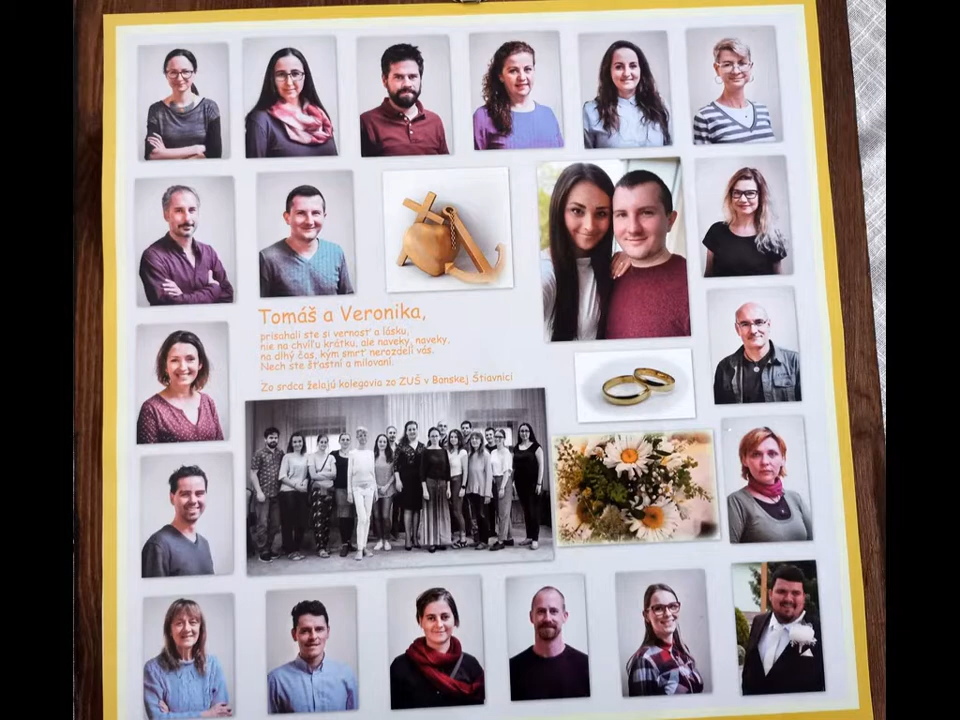 Tomáš a Veronika,
prisahali ste si vernosť a lásku,
nie na chvíľu krátku, ale naveky, naveky,
na dlhý čas, kým smrť nerozdelí vás.
Nech ste šťastní a milovaní.
Zo srdca želajú kolegovia zo ZUŠ v Banskej Štiavnici